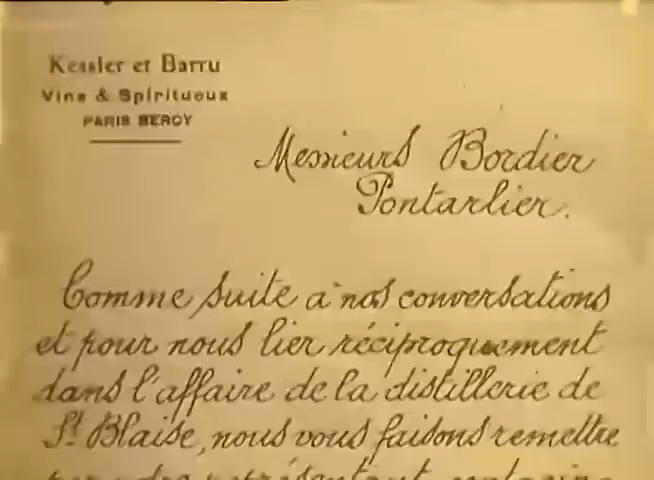 Kessler et Barru
Vins & Spiritueux
PARIS BERCY
Messieurs Bordier
Pontarlier.
Comme suite à nos conversations
et pour nous lier réciproquement
dans l'affaire de la distillerie de
St Blaise, nous vous faisons remettre